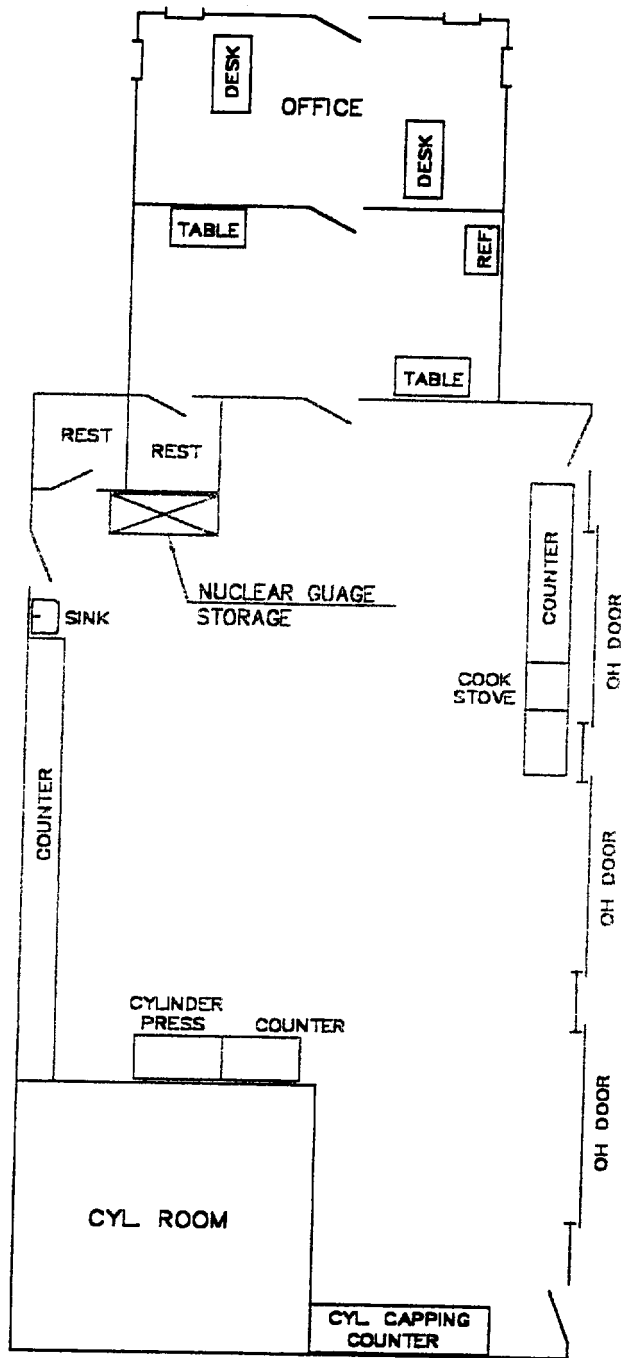 DESK
OFFICE
DESK
TABLE
REF.
TABLE
REST
REST
COUNTER
NUCLEAR GUAGE
STORAGE
SINK
OH DOOR
COOK
STOVE
COUNTER
OH DOOR
CYLINDER
PRESS
COUNTER
OH DOOR
CYL ROOM
CYL CAPPING
COUNTER